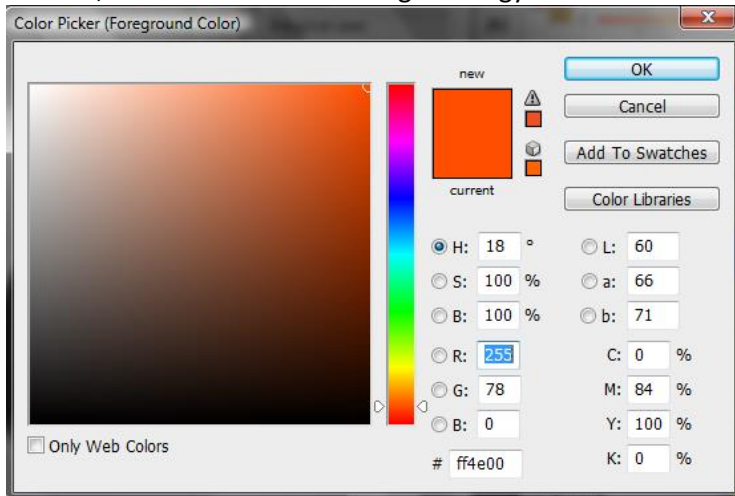 Color Picker (Foreground Color)
new
current
OK
Cancel
Add To Swatches
Color Libraries
H: 18 °
S: 100 %
B: 100 %
R: 255
G: 78
B: 0
# ff4e00
L: 60
a: 66
b: 71
C: 0 %
M: 84 %
Y: 100 %
K: 0 %
Only Web Colors